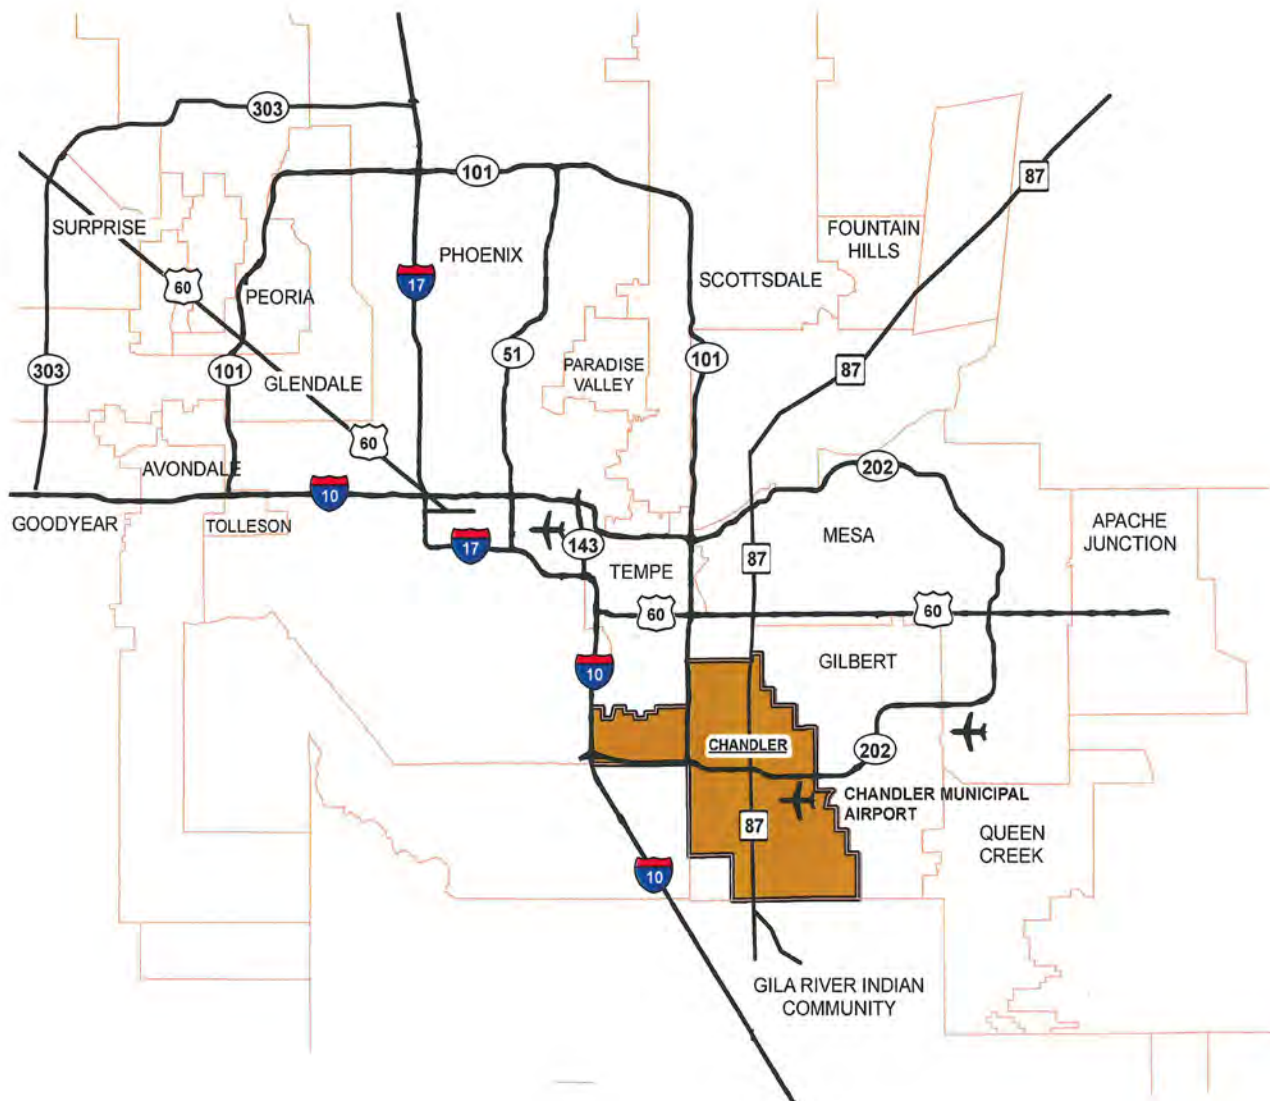 303
87
101
SURPRISE
FOUNTAIN
HILLS
PHOENIX
SCOTTSDALE
17
60
PEORIA
51
101
303
101
PARADISE
VALLEY
87
GLENDALE
60
AVONDALE
202
10
GOODYEAR
TOLLESON
APACHE
JUNCTION
MESA
17
143
87
TEMPE
60
60
GILBERT
10
CHANDLER
202
CHANDLER MUNICIPAL
AIRPORT
87
QUEEN
CREEK
10
GILA RIVER INDIAN
COMMUNITY